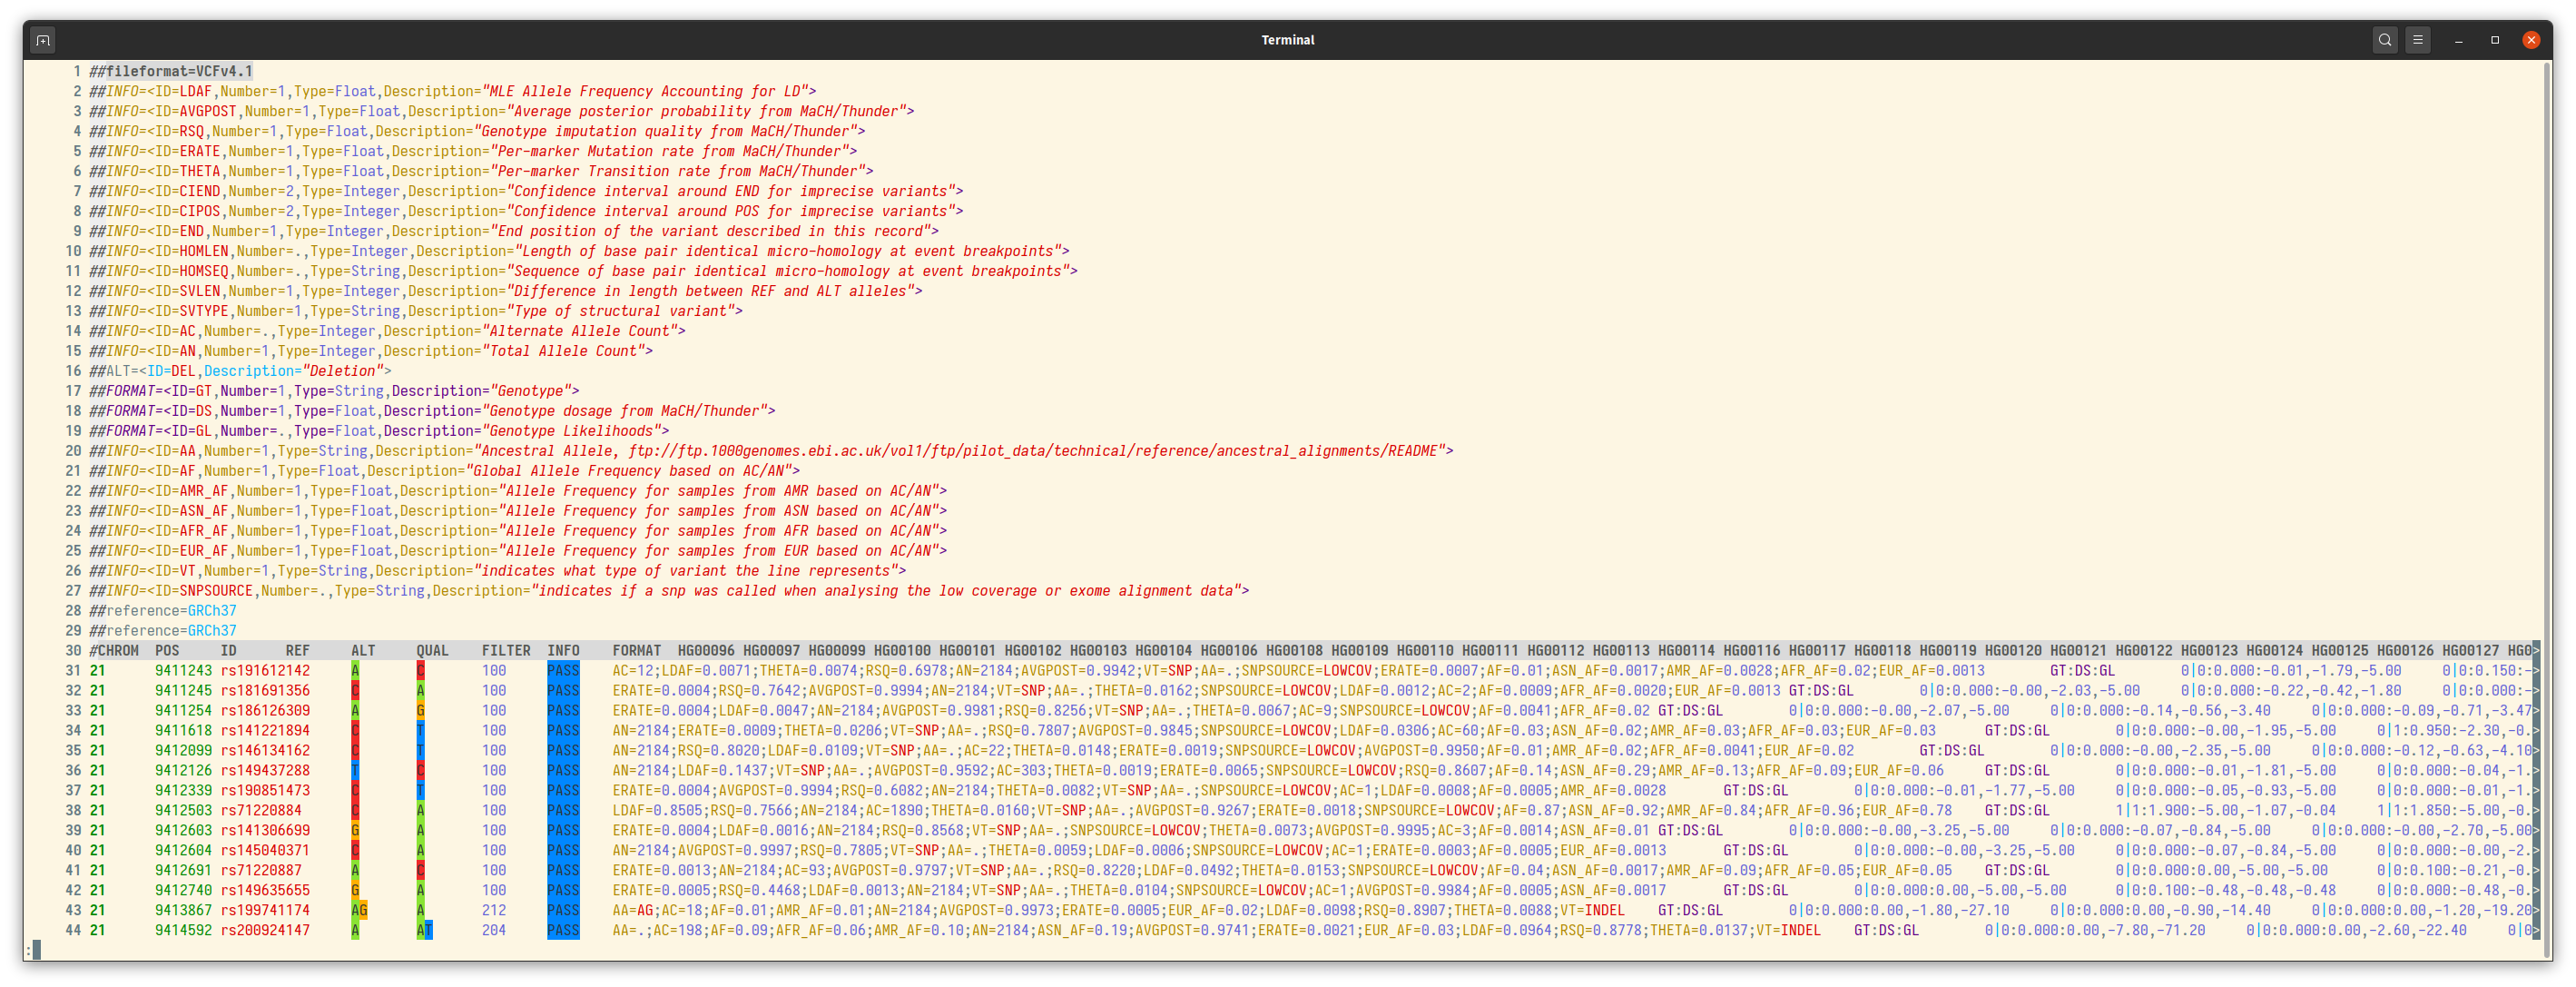 Terminal
1 ##fileformat=VCFv4.1
2 ##INFO=<ID=LDAF,Number=1,Type=Float,Description="MLE Allele Frequency Accounting for LD">
3 ##INFO=<ID=AVGPOST,Number=1,Type=Float,Description="Average posterior probability from MaCH/Thunder">
4 ##INFO=<ID=RSQ,Number=1,Type=Float,Description="Genotype imputation quality from MaCH/Thunder">
5 ##INFO=<ID=ERATE,Number=1,Type=Float,Description="Per-marker Mutation rate from MaCH/Thunder">
6 ##INFO=<ID=THETA,Number=1,Type=Float,Description="Per-marker Transition rate from MaCH/Thunder">
7 ##INFO=<ID=CIEND,Number=2,Type=Integer,Description="Confidence interval around END for imprecise variants">
8 ##INFO=<ID=CIPOS,Number=2,Type=Integer,Description="Confidence interval around POS for imprecise variants">
9 ##INFO=<ID=END,Number=1,Type=Integer,Description="End position of the variant described in this record">
10 ##INFO=<ID=HOMLEN,Number=.,Type=Integer,Description="Length of base pair identical micro-homology at event breakpoints">
11 ##INFO=<ID=HOMSEQ,Number=.,Type=String,Description="Sequence of base pair identical micro-homology at event breakpoints">
12 ##INFO=<ID=SVLEN,Number=1,Type=Integer,Description="Difference in length between REF and ALT alleles">
13 ##INFO=<ID=SVTYPE,Number=1,Type=String,Description="Type of structural variant">
14 ##INFO=<ID=AC,Number=.,Type=Integer,Description="Alternate Allele Count">
15 ##INFO=<ID=AN,Number=1,Type=Integer,Description="Total Allele Count">
16 ##ALT=<ID=DEL,Description="Deletion">
17 ##FORMAT=<ID=GT,Number=1,Type=String,Description="Genotype">
18 ##FORMAT=<ID=DS,Number=1,Type=Float,Description="Genotype dosage from MaCH/Thunder">
19 ##FORMAT=<ID=GL,Number=.,Type=Float,Description="Genotype Likelihoods">
20 ##INFO=<ID=AA,Number=1,Type=String,Description="Ancestral Allele, ftp://ftp.1000genomes.ebi.ac.uk/vol1/ftp/pilot_data/technical/reference/ancestral_alignments/README">
21 ##INFO=<ID=AF,Number=1,Type=Float,Description="Global Allele Frequency based on AC/AN">
22 ##INFO=<ID=AMR_AF,Number=1,Type=Float,Description="Allele Frequency for samples from AMR based on AC/AN">
23 ##INFO=<ID=ASN_AF,Number=1,Type=Float,Description="Allele Frequency for samples from ASN based on AC/AN">
24 ##INFO=<ID=AFR_AF,Number=1,Type=Float,Description="Allele Frequency for samples from AFR based on AC/AN">
25 ##INFO=<ID=EUR_AF,Number=1,Type=Float,Description="Allele Frequency for samples from EUR based on AC/AN">
26 ##INFO=<ID=VT,Number=1,Type=String,Description="indicates what type of variant the line represents">
27 ##INFO=<ID=SNPSOURCE,Number=.,Type=String,Description="indicates if a snp was called when analysing the low coverage or exome alignment data">
28 ##reference=GRCh37
29 ##reference=GRCh37
30 #CHROM POS ID REF ALT QUAL FILTER INFO FORMAT HG00096 HG00097 HG00099 HG00100 HG00101 HG00102 HG00103 HG00104 HG00106 HG00108 HG00109 HG00110 HG00111 HG00112 HG00113 HG00114 HG00116 HG00117 HG00118 HG00119 HG00120 HG00121 HG00122 HG00123 HG00124 HG00125 HG00126 HG00127 HG0>
31 21 9411243 rs191612142 A C 100 PASS AC=12;LDAF=0.0071;THETA=0.0074;RSQ=0.6978;AN=2184;AVGPOST=0.9942;VT=SNP;AA=.;SNPSOURCE=LOWCOV;ERATE=0.0007;AF=0.01;ASN_AF=0.0017;AMR_AF=0.0028;AFR_AF=0.02;EUR_AF=0.0013 GT:DS:GL 0|0:0.000:-0.01,-1.79,-5.00 0|0:0.150:->
32 21 9411245 rs181691356 C A 100 PASS ERATE=0.0004;RSQ=0.7642;AVGPOST=0.9994;AN=2184;VT=SNP;AA=.;THETA=0.0162;SNPSOURCE=LOWCOV;LDAF=0.0012;AC=2;AF=0.0009;AFR_AF=0.0020;EUR_AF=0.0013 GT:DS:GL 0|0:0.000:-0.00,-2.03,-5.00 0|0:0.000:-0.22,-0.42,-1.80 0|0:0.000:->
33 21 9411254 rs186126309 A G 100 PASS ERATE=0.0004;LDAF=0.0047;AN=2184;AVGPOST=0.9981;RSQ=0.8256;VT=SNP;AA=.;THETA=0.0067;AC=9;SNPSOURCE=LOWCOV;AF=0.0041;AFR_AF=0.02 GT:DS:GL 0|0:0.000:-0.00,-2.07,-5.00 0|0:0.000:-0.14,-0.56,-3.40 0|0:0.000:-0.09,-0.71,-3.47>
34 21 9411618 rs141221894 C T 100 PASS AN=2184;ERATE=0.0009;THETA=0.0206;VT=SNP;AA=.;RSQ=0.7807;AVGPOST=0.9845;SNPSOURCE=LOWCOV;LDAF=0.0306;AC=60;AF=0.03;ASN_AF=0.02;AMR_AF=0.03;AFR_AF=0.03;EUR_AF=0.03 GT:DS:GL 0|0:0.000:-0.00,-1.95,-5.00 0|1:0.950:-2.30,-0.>
35 21 9412099 rs146134162 C T 100 PASS AN=2184;RSQ=0.8020;LDAF=0.0109;VT=SNP;AA=.;AC=22;THETA=0.0148;ERATE=0.0019;SNPSOURCE=LOWCOV;AVGPOST=0.9950;AF=0.01;AMR_AF=0.02;AFR_AF=0.0041;EUR_AF=0.02 GT:DS:GL 0|0:0.000:-0.00,-2.35,-5.00 0|0:0.000:-0.12,-0.63,-4.10>
36 21 9412126 rs149437288 T C 100 PASS AN=2184;LDAF=0.1437;VT=SNP;AA=.;AVGPOST=0.9592;AC=303;THETA=0.0019;ERATE=0.0065;SNPSOURCE=LOWCOV;RSQ=0.8607;AF=0.14;ASN_AF=0.29;AMR_AF=0.13;AFR_AF=0.09;EUR_AF=0.06 GT:DS:GL 0|0:0.000:-0.01,-1.81,-5.00 0|0:0.000:-0.04,-1.>
37 21 9412339 rs190851473 C T 100 PASS ERATE=0.0004;AVGPOST=0.9994;RSQ=0.6082;AN=2184;THETA=0.0082;VT=SNP;AA=.;SNPSOURCE=LOWCOV;AC=1;LDAF=0.0008;AF=0.0005;AMR_AF=0.0028 GT:DS:GL 0|0:0.000:-0.01,-1.77,-5.00 0|0:0.000:-0.05,-0.93,-5.00 0|0:0.000:-0.01,-1.>
38 21 9412503 rs71220884 C A 100 PASS LDAF=0.8505;RSQ=0.7566;AN=2184;AC=1890;THETA=0.0160;VT=SNP;AA=.;AVGPOST=0.9267;ERATE=0.0018;SNPSOURCE=LOWCOV;AF=0.87;ASN_AF=0.92;AMR_AF=0.84;AFR_AF=0.96;EUR_AF=0.78 GT:DS:GL 1|1:1.900:-5.00,-1.07,-0.04 1|1:1.850:-5.00,-0.>
39 21 9412603 rs141306699 G A 100 PASS ERATE=0.0004;LDAF=0.0016;AN=2184;RSQ=0.8568;VT=SNP;AA=.;SNPSOURCE=LOWCOV;THETA=0.0073;AVGPOST=0.9995;AC=3;AF=0.0014;ASN_AF=0.01 GT:DS:GL 0|0:0.000:-0.00,-3.25,-5.00 0|0:0.000:-0.07,-0.84,-5.00 0|0:0.000:-0.00,-2.70,-5.00>
40 21 9412604 rs145040371 C A 100 PASS AN=2184;AVGPOST=0.9997;RSQ=0.7805;VT=SNP;AA=.;THETA=0.0059;LDAF=0.0006;SNPSOURCE=LOWCOV;AC=1;ERATE=0.0003;AF=0.0005;EUR_AF=0.0013 GT:DS:GL 0|0:0.000:-0.00,-3.25,-5.00 0|0:0.000:-0.07,-0.84,-5.00 0|0:0.000:-0.00,-2.>
41 21 9412691 rs71220887 A C 100 PASS ERATE=0.0013;AN=2184;AC=93;AVGPOST=0.9797;VT=SNP;AA=.;RSQ=0.8220;LDAF=0.0492;THETA=0.0153;SNPSOURCE=LOWCOV;AF=0.04;ASN_AF=0.0017;AMR_AF=0.09;AFR_AF=0.05;EUR_AF=0.05 GT:DS:GL 0|0:0.000:0.00,-5.00,-5.00 0|0:0.100:-0.21,-0.>
42 21 9412740 rs149635655 G A 100 PASS ERATE=0.0005;RSQ=0.4468;LDAF=0.0013;AN=2184;VT=SNP;AA=.;THETA=0.0104;SNPSOURCE=LOWCOV;AC=1;AVGPOST=0.9984;AF=0.0005;ASN_AF=0.0017 GT:DS:GL 0|0:0.000:0.00,-5.00,-5.00 0|0:0.100:-0.48,-0.48,-0.48 0|0:0.000:-0.48,-0.>
43 21 9413867 rs199741174 AG A 212 PASS AA=AG;AC=18;AF=0.01;AMR_AF=0.01;AN=2184;AVGPOST=0.9973;ERATE=0.0005;EUR_AF=0.02;LDAF=0.0098;RSQ=0.8907;THETA=0.0088;VT=INDEL GT:DS:GL 0|0:0.000:0.00,-1.80,-27.10 0|0:0.000:0.00,-0.90,-14.40 0|0:0.000:0.00,-1.20,-19.20>
44 21 9414592 rs200924147 A AT 204 PASS AA=.;AC=198;AF=0.09;AFR_AF=0.06;AMR_AF=0.10;AN=2184;ASN_AF=0.19;AVGPOST=0.9741;ERATE=0.0021;EUR_AF=0.03;LDAF=0.0964;RSQ=0.8778;THETA=0.0137;VT=INDEL GT:DS:GL 0|0:0.000:0.00,-7.80,-71.20 0|0:0.000:0.00,-2.60,-22.40 0|0>
: